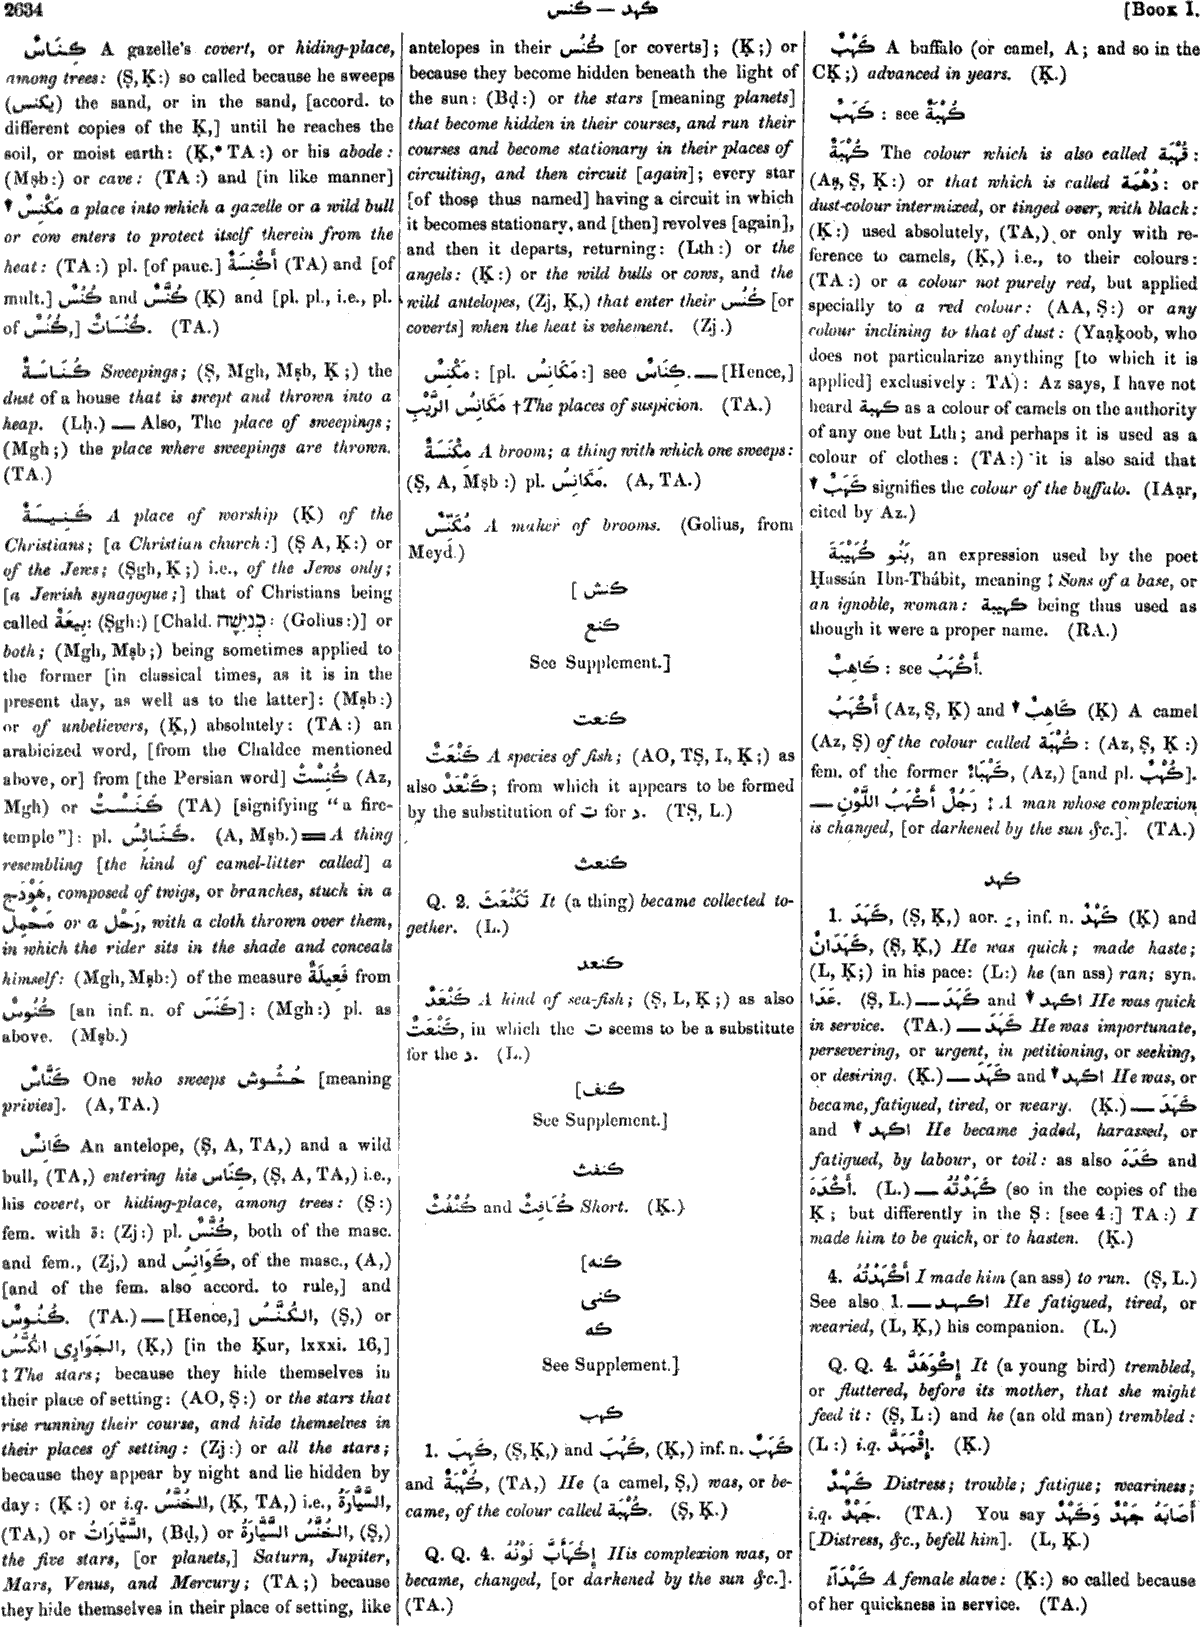 2634
كهد — كنس
[Book I.
كِنَاسٌ A gazelle's covert, or hiding-place,
among trees: (Ṣ, Ḳ:) so called because he sweeps
(يكنس) the sand, or in the sand, [accord. to
different copies of the Ḳ,] until he reaches the
soil, or moist earth: (Ḳ,* TA:) or his abode:
(Mṣb:) or cave: (TA:) and [in like manner]
▼ مَكْنِسٌ a place into which a gazelle or a wild bull
or cow enters to protect itself therein from the
heat: (TA:) pl. [of pauc.] أَكْنِسَةٌ (TA) and [of
mult.] كُنُسٌ and كُنَّسٌ (Ḳ) and [pl. pl., i.e., pl.
of كُنُسٌ,] كُنُسَاتٌ. (TA.)
كُنَاسَةٌ Sweepings; (Ṣ, Mgh, Mṣb, Ḳ;) the
dust of a house that is swept and thrown into a
heap. (Lḥ.) — Also, The place of sweepings;
(Mgh;) the place where sweepings are thrown.
(TA.)
كَنِيسَةٌ A place of worship (Ḳ) of the
Christians; [a Christian church:] (Ṣ A, Ḳ:) or
of the Jews; (Ṣgh, Ḳ;) i.e., of the Jews only;
[a Jewish synagogue;] that of Christians being
called بِيعَةٌ: (Ṣgh:) [Chald. כְּנִישָׁה: (Golius:)] or
both; (Mgh, Mṣb;) being sometimes applied to
the former [in classical times, as it is in the
present day, as well as to the latter]: (Mṣb:)
or of unbelievers, (Ḳ,) absolutely: (TA:) an
arabicized word, [from the Chaldee mentioned
above, or] from [the Persian word] كُنِسْتْ (Az,
Mgh) or كَنَسْتْ (TA) [signifying "a fire-
temple"]: pl. كَنَائِسُ. (A, Mṣb.) = A thing
resembling [the kind of camel-litter called] a
هَوْدَج, composed of twigs, or branches, stuck in a
مَحْمِل or a رَحْل, with a cloth thrown over them,
in which the rider sits in the shade and conceals
himself: (Mgh, Mṣb:) of the measure فَعِيلَةٌ from
كُنُوسٌ [an inf. n. of كَنَسَ]: (Mgh:) pl. as
above. (Mṣb.)
كَنَّاسٌ One who sweeps حُشُوش [meaning
privies]. (A, TA.)
كَانِسٌ An antelope, (Ṣ, A, TA,) and a wild
bull, (TA,) entering his كِنَاس, (Ṣ, A, TA,) i.e.,
his covert, or hiding-place, among trees: (Ṣ:)
fem. with ة: (Zj:) pl. كُنَّسٌ, both of the masc.
and fem., (Zj,) and كَوَانِسُ, of the masc., (A,)
[and of the fem. also accord. to rule,] and
كُنُوسٌ. (TA.) — [Hence,] الكُنَّسُ, (Ṣ,) or
الجَوَارِى الكُنَّسُ, (Ḳ,) [in the Ḳur, lxxxi. 16,]
‡ The stars; because they hide themselves in
their place of setting: (AO, Ṣ:) or the stars that
rise running their course, and hide themselves in
their places of setting: (Zj:) or all the stars;
because they appear by night and lie hidden by
day: (Ḳ:) or i.q. الخُنَّسُ, (Ḳ, TA,) i.e., السَّيَّارَةُ,
(TA,) or السَّيَّارَاتُ, (Bḍ,) or الخُنَّسُ السَّيَّارَةُ, (Ṣ,)
the five stars, [or planets,] Saturn, Jupiter,
Mars, Venus, and Mercury; (TA;) because
they hide themselves in their place of setting, like
antelopes in their كُنُس [or coverts]; (Ḳ;) or
because they become hidden beneath the light of
the sun: (Bḍ:) or the stars [meaning planets]
that become hidden in their courses, and run their
courses and become stationary in their places of
circuiting, and then circuit [again]; every star
[of those thus named] having a circuit in which
it becomes stationary, and [then] revolves [again],
and then it departs, returning: (Lth:) or the
angels: (Ḳ:) or the wild bulls or cows, and the
wild antelopes, (Zj, Ḳ,) that enter their كُنُس [or
coverts] when the heat is vehement. (Zj.)
مَكْنِسٌ: [pl. مَكَانِسُ:] see كِنَاسٌ. — [Hence,]
مَكَانِسُ الرَّيْبِ † The places of suspicion. (TA.)
مِكْنَسَةٌ A broom; a thing with which one sweeps:
(Ṣ, A, Mṣb:) pl. مَكَانِسُ. (A, TA.)
مُكَنِّسٌ A maker of brooms. (Golius, from
Meyd.)
[ كنش
كنع
See Supplement.]
كنعت
كَنْعَتٌ A species of fish; (AO, TṢ, L, Ḳ;) as
also كَنْعَدٌ; from which it appears to be formed
by the substitution of ت for د. (TṢ, L.)
كنعث
Q. 2. تَكَنْعَثَ It (a thing) became collected to-
gether. (L.)
كنعد
كَنْعَدٌ A kind of sea-fish; (Ṣ, L, Ḳ;) as also
كَنْعَتٌ, in which the ت seems to be a substitute
for the د. (L.)
[كنف
See Supplement.]
كنفث
كُنْفُثٌ and كُنَافِثٌ Short. (Ḳ.)
[كنه
كنى
كه
See Supplement.]
كهب
1. كَهِبَ, (Ṣ, Ḳ,) and كَهُبَ, (Ḳ,) inf. n. كَهَبٌ
and كُهْبَةٌ, (TA,) He (a camel, Ṣ,) was, or be-
came, of the colour called كُهْبَة. (Ṣ, Ḳ.)
Q. Q. 4. إِكْهَأَبَّ لَوْنُهُ His complexion was, or
became, changed, [or darkened by the sun &c.].
(TA.)
كَهْبٌ A buffalo (or camel, A; and so in the
CḲ;) advanced in years. (Ḳ.)
كَهَبٌ : see كُهْبَةٌ
كُهْبَةٌ The colour which is also called قُهْبَة:
(Aṣ, Ṣ, Ḳ:) or that which is called دُهْمَة: or
dust-colour intermixed, or tinged over, with black:
(Ḳ:) used absolutely, (TA,) or only with re-
ference to camels, (Ḳ,) i.e., to their colours:
(TA:) or a colour not purely red, but applied
specially to a red colour: (AA, Ṣ:) or any
colour inclining to that of dust: (Yaạḳoob, who
does not particularize anything [to which it is
applied] exclusively: TA): Az says, I have not
heard كهبة as a colour of camels on the authority
of any one but Lth; and perhaps it is used as a
colour of clothes: (TA:) it is also said that
▼ كَهَبٌ signifies the colour of the buffalo. (IAạr,
cited by Az.)
بَنُو كُهَيْبَةَ, an expression used by the poet
Ḥussán Ibn-Thábit, meaning ‡ Sons of a base, or
an ignoble, woman: كهيبة being thus used as
though it were a proper name. (RA.)
كَاهِبٌ : see أَكْهَبُ.
أَكْهَبُ (Az, Ṣ, Ḳ) and ▼ كَاهِبٌ (Ḳ) A camel
(Az, Ṣ) of the colour called كُهْبَة: (Az, Ṣ, Ḳ:)
fem. of the former كَهْبَاءُ, (Az,) [and pl. كُهْبٌ].
— رَجُلٌ أَكْهَبُ اللَّوْنِ ‡ A man whose complexion
is changed, [or darkened by the sun &c.]. (TA.)
كهد
1. كَهَدَ, (Ṣ, Ḳ,) aor. ـَ, inf. n. كَهْدٌ (Ḳ) and
كَهَدَانٌ, (Ṣ, Ḳ,) He was quick; made haste;
(L, Ḳ;) in his pace: (L:) he (an ass) ran; syn.
عَدَا. (Ṣ, L.) — كَهَدَ and ▼ اكهد He was quick
in service. (TA.) — كَهَدَ He was importunate,
persevering, or urgent, in petitioning, or seeking,
or desiring. (Ḳ.) — كَهَدَ and ▼ اكهد He was, or
became, fatigued, tired, or weary. (Ḳ.) — كَهَدَ
and ▼ اكهد He became jaded, harassed, or
fatigued, by labour, or toil: as also كَدَهَ and
أَكْدَهَ. (L.) — كَهَدْتُهُ (so in the copies of the
Ḳ; but differently in the Ṣ: [see 4:] TA:) I
made him to be quick, or to hasten. (Ḳ.)
4. أَكْهَدْتُهُ I made him (an ass) to run. (Ṣ, L.)
See also 1. — اكهد He fatigued, tired, or
wearied, (L, Ḳ,) his companion. (L.)
Q. Q. 4. إِكْوَهَدَّ It (a young bird) trembled,
or fluttered, before its mother, that she might
feed it: (Ṣ, L:) and he (an old man) trembled:
(L:) i.q. إِقْمَهَدَّ. (Ḳ.)
كَهْدٌ Distress; trouble; fatigue; weariness;
i.q. جَهْدٌ. (TA.) You say أَصَابَهُ جَهْدٌ وَكَهْدٌ
[Distress, &c., befell him]. (L, Ḳ.)
كَهْدَآءُ A female slave: (Ḳ:) so called because
of her quickness in service. (TA.)